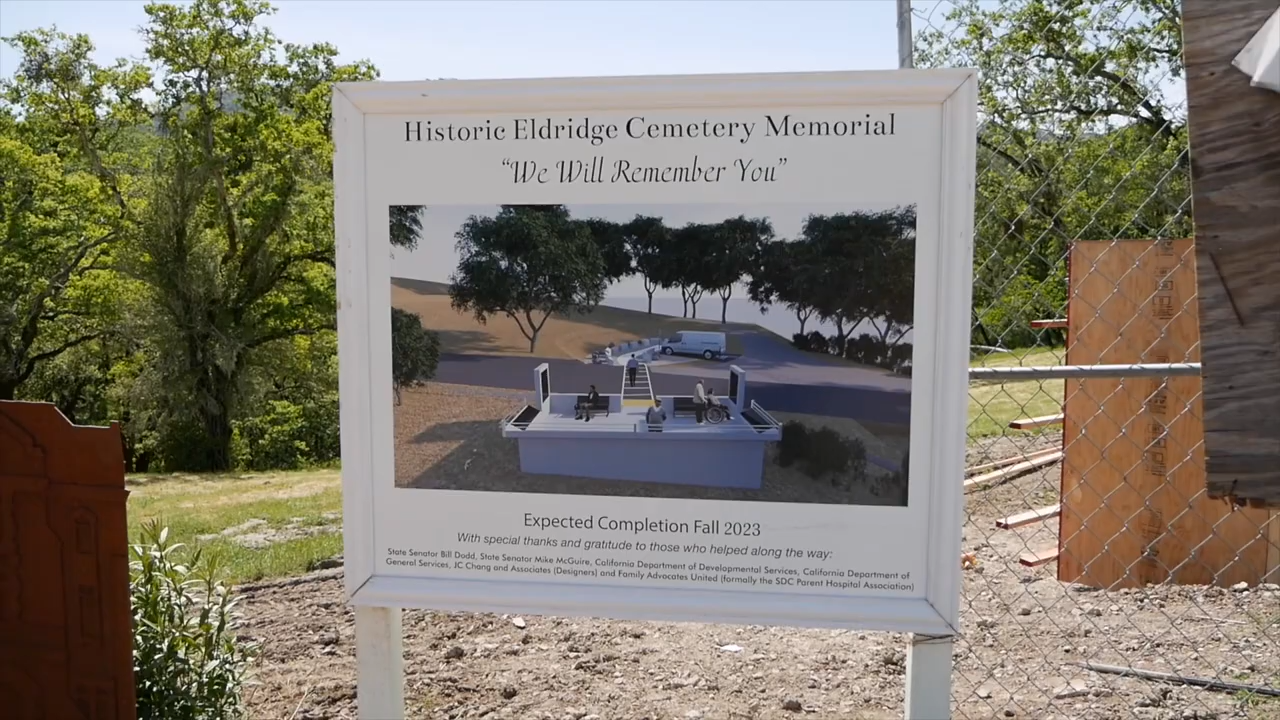 Historic Eldridge Cemetery Memorial
“We Will Remember You”
Expected Completion Fall 2023
With special thanks and gratitude to those who helped along the way:
State Senator Bill Dodd, State Senator Mike McGuire, California Department of Developmental Services, California Department of
General Services, JC Chang and Associates (Designers) and Family Advocates United (formally the SDC Parent Hospital Association)